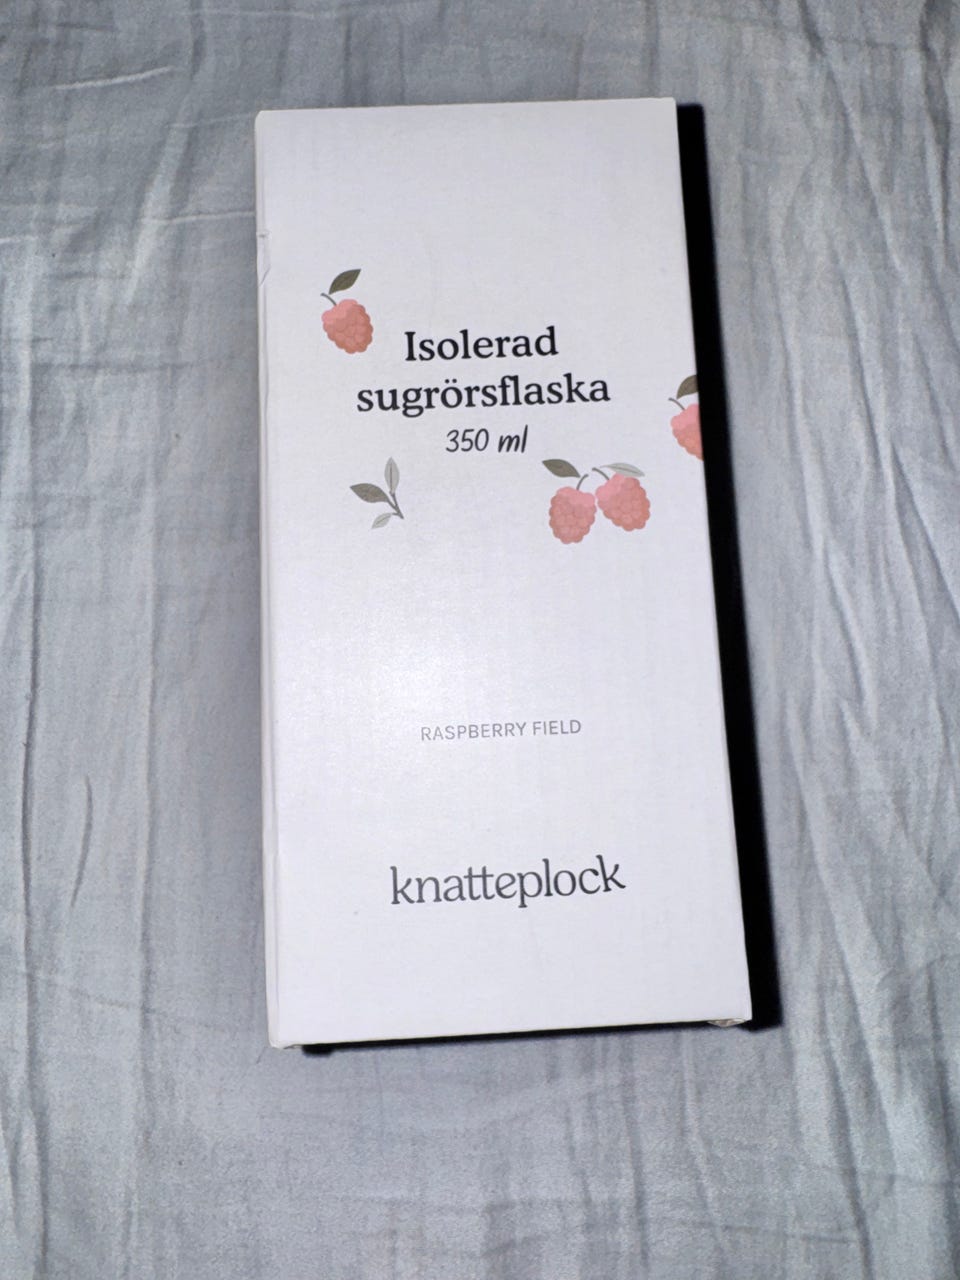 Isolerad
sugrörsflaska
350 ml
RASPBERRY FIELD
knatteplock